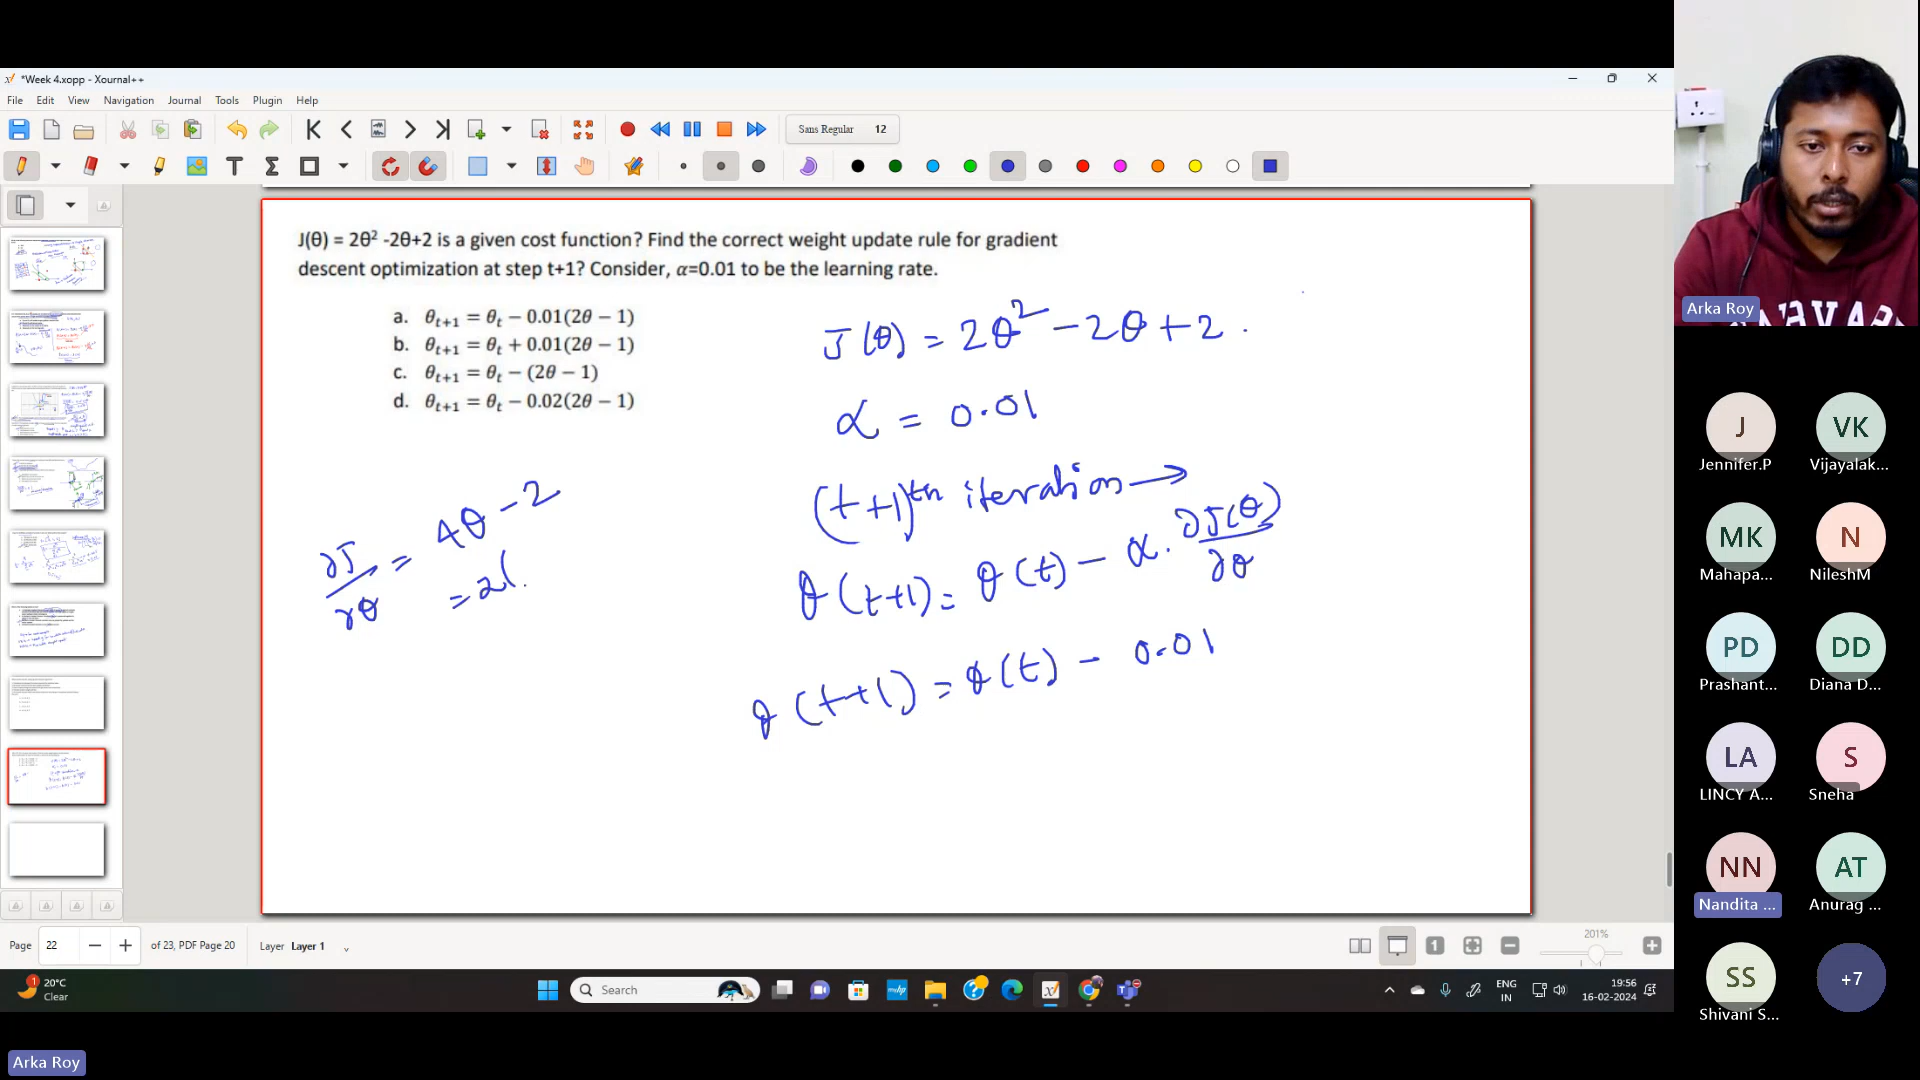 *Week 4.xopp - Xournal++
File Edit View Navigation Journal Tools Plugin Help
Sans Regular 12
J(θ) = 2θ² -2θ+2 is a given cost function? Find the correct weight update rule for gradient
descent optimization at step t+1? Consider, α=0.01 to be the learning rate.
a. θₜ₊₁ = θₜ − 0.01(2θ − 1)
b. θₜ₊₁ = θₜ + 0.01(2θ − 1)
c. θₜ₊₁ = θₜ − (2θ − 1)
d. θₜ₊₁ = θₜ − 0.02(2θ − 1)
J(θ) = 2θ² − 2θ + 2 .
α = 0.01
(t+1)th iteration →
θ(t+1) = θ(t) − α. ∂J(θ)/∂θ
θ(t+1) = θ(t) − 0.01
∂J/∂θ = 4θ − 2
= 2(
Page 22 of 23, PDF Page 20 Layer Layer 1
201%
1
1
20°C
Clear
Search
ENG
IN
19:56
16-02-2024
Arka Roy
Arka Roy
J
Jennifer.P
VK
Vijayalak...
MK
Mahapa...
N
NileshM
PD
Prashant...
DD
Diana D...
LA
LINCY A...
S
Sneha
NN
Nandita ...
AT
Anurag ...
SS
Shivani S...
+7